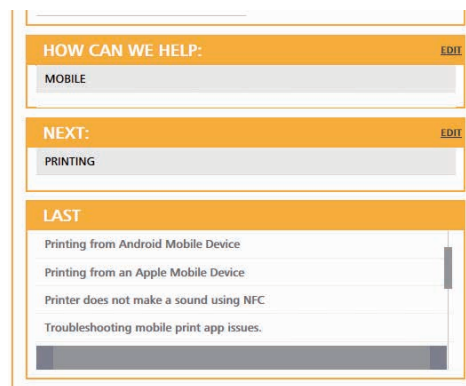 HOW CAN WE HELP:
EDIT
MOBILE
NEXT:
EDIT
PRINTING
LAST
Printing from Android Mobile Device
Printing from an Apple Mobile Device
Printer does not make a sound using NFC
Troubleshooting mobile print app issues.